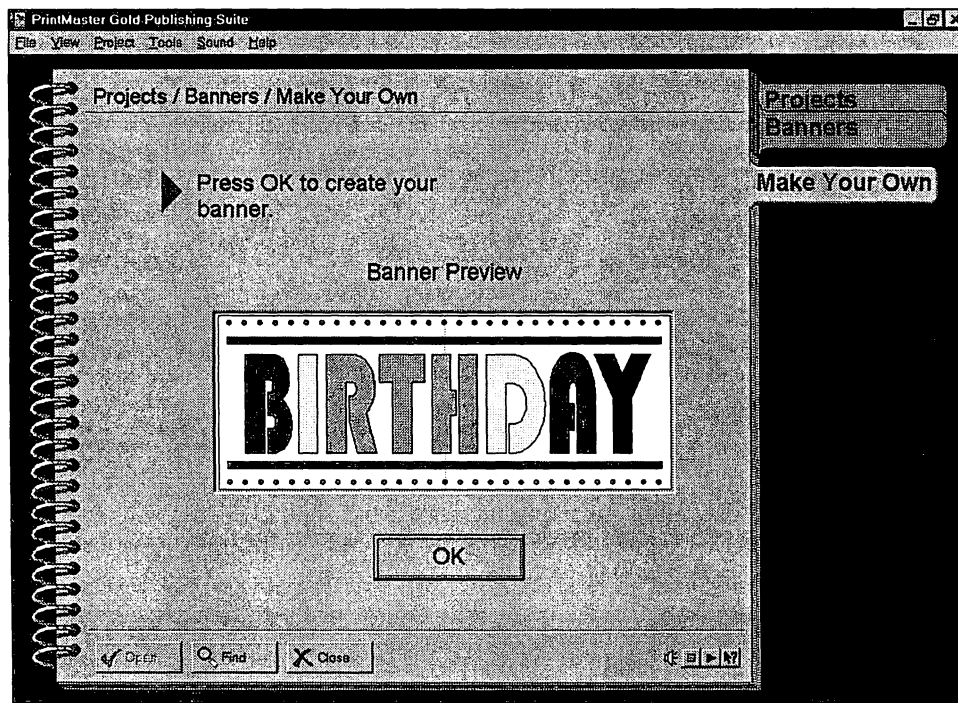 PrintMaster Gold Publishing Suite
File View Project Tools Sound Help
Projects / Banners / Make Your Own
Projects
Banners
Make Your Own
Press OK to create your
banner.
Banner Preview
BIRTHDAY
OK
Open Find Close